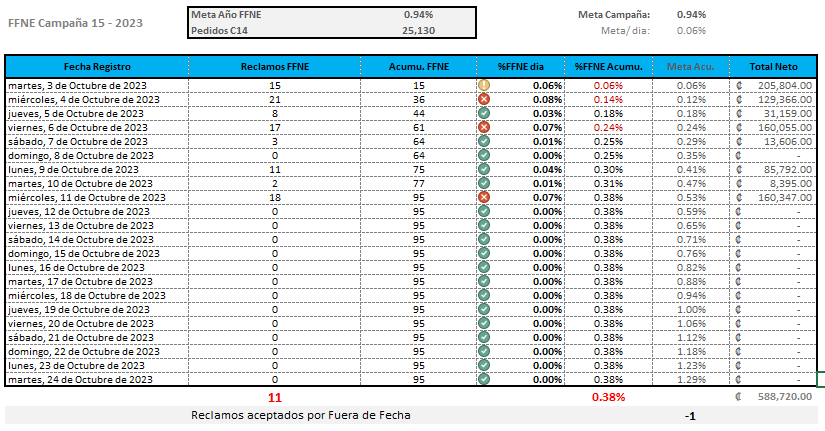 FFNE Campaña 15 - 2023
Meta Año FFNE 0.94%
Pedidos C14 25,130
Meta Campaña: 0.94%
Meta/ dia: 0.06%
Fecha Registro Reclamos FFNE Acumu. FFNE %FFNE dia %FFNE Acumu. Meta Acu. Total Neto
martes, 3 de Octubre de 2023 15 15 0.06% 0.06% 0.06% ₡ 205,804.00
miércoles, 4 de Octubre de 2023 21 36 0.08% 0.14% 0.12% ₡ 129,366.00
jueves, 5 de Octubre de 2023 8 44 0.03% 0.18% 0.18% ₡ 31,159.00
viernes, 6 de Octubre de 2023 17 61 0.07% 0.24% 0.24% ₡ 160,055.00
sábado, 7 de Octubre de 2023 3 64 0.01% 0.25% 0.29% ₡ 13,606.00
domingo, 8 de Octubre de 2023 0 64 0.00% 0.25% 0.35% ₡ -
lunes, 9 de Octubre de 2023 11 75 0.04% 0.30% 0.41% ₡ 85,792.00
martes, 10 de Octubre de 2023 2 77 0.01% 0.31% 0.47% ₡ 8,395.00
miércoles, 11 de Octubre de 2023 18 95 0.07% 0.38% 0.53% ₡ 160,347.00
jueves, 12 de Octubre de 2023 0 95 0.00% 0.38% 0.59% ₡ -
viernes, 13 de Octubre de 2023 0 95 0.00% 0.38% 0.65% ₡ -
sábado, 14 de Octubre de 2023 0 95 0.00% 0.38% 0.71% ₡ -
domingo, 15 de Octubre de 2023 0 95 0.00% 0.38% 0.76% ₡ -
lunes, 16 de Octubre de 2023 0 95 0.00% 0.38% 0.82% ₡ -
martes, 17 de Octubre de 2023 0 95 0.00% 0.38% 0.88% ₡ -
miércoles, 18 de Octubre de 2023 0 95 0.00% 0.38% 0.94% ₡ -
jueves, 19 de Octubre de 2023 0 95 0.00% 0.38% 1.00% ₡ -
viernes, 20 de Octubre de 2023 0 95 0.00% 0.38% 1.06% ₡ -
sábado, 21 de Octubre de 2023 0 95 0.00% 0.38% 1.12% ₡ -
domingo, 22 de Octubre de 2023 0 95 0.00% 0.38% 1.18% ₡ -
lunes, 23 de Octubre de 2023 0 95 0.00% 0.38% 1.23% ₡ -
martes, 24 de Octubre de 2023 0 95 0.00% 0.38% 1.29% ₡ -
11 0.38% ₡ 588,720.00
Reclamos aceptados por Fuera de Fecha -1